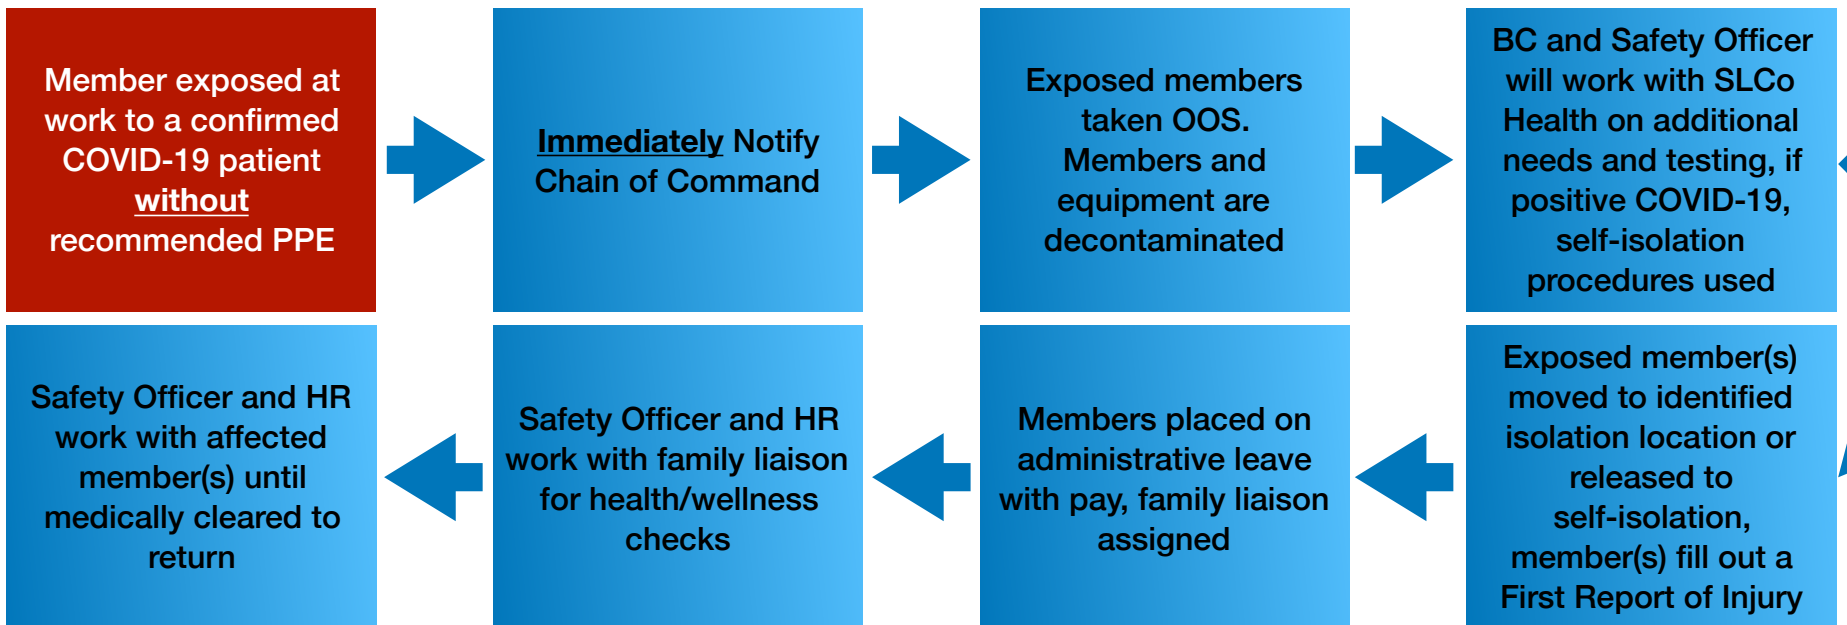 Member exposed at
work to a confirmed
COVID-19 patient
without
recommended PPE
Immediately Notify
Chain of Command
Exposed members
taken OOS.
Members and
equipment are
decontaminated
BC and Safety Officer
will work with SLCo
Health on additional
needs and testing, if
positive COVID-19,
self-isolation
procedures used
Exposed member(s)
moved to identified
isolation location or
released to
self-isolation,
member(s) fill out a
First Report of Injury
Members placed on
administrative leave
with pay, family liaison
assigned
Safety Officer and HR
work with family liaison
for health/wellness
checks
Safety Officer and HR
work with affected
member(s) until
medically cleared to
return